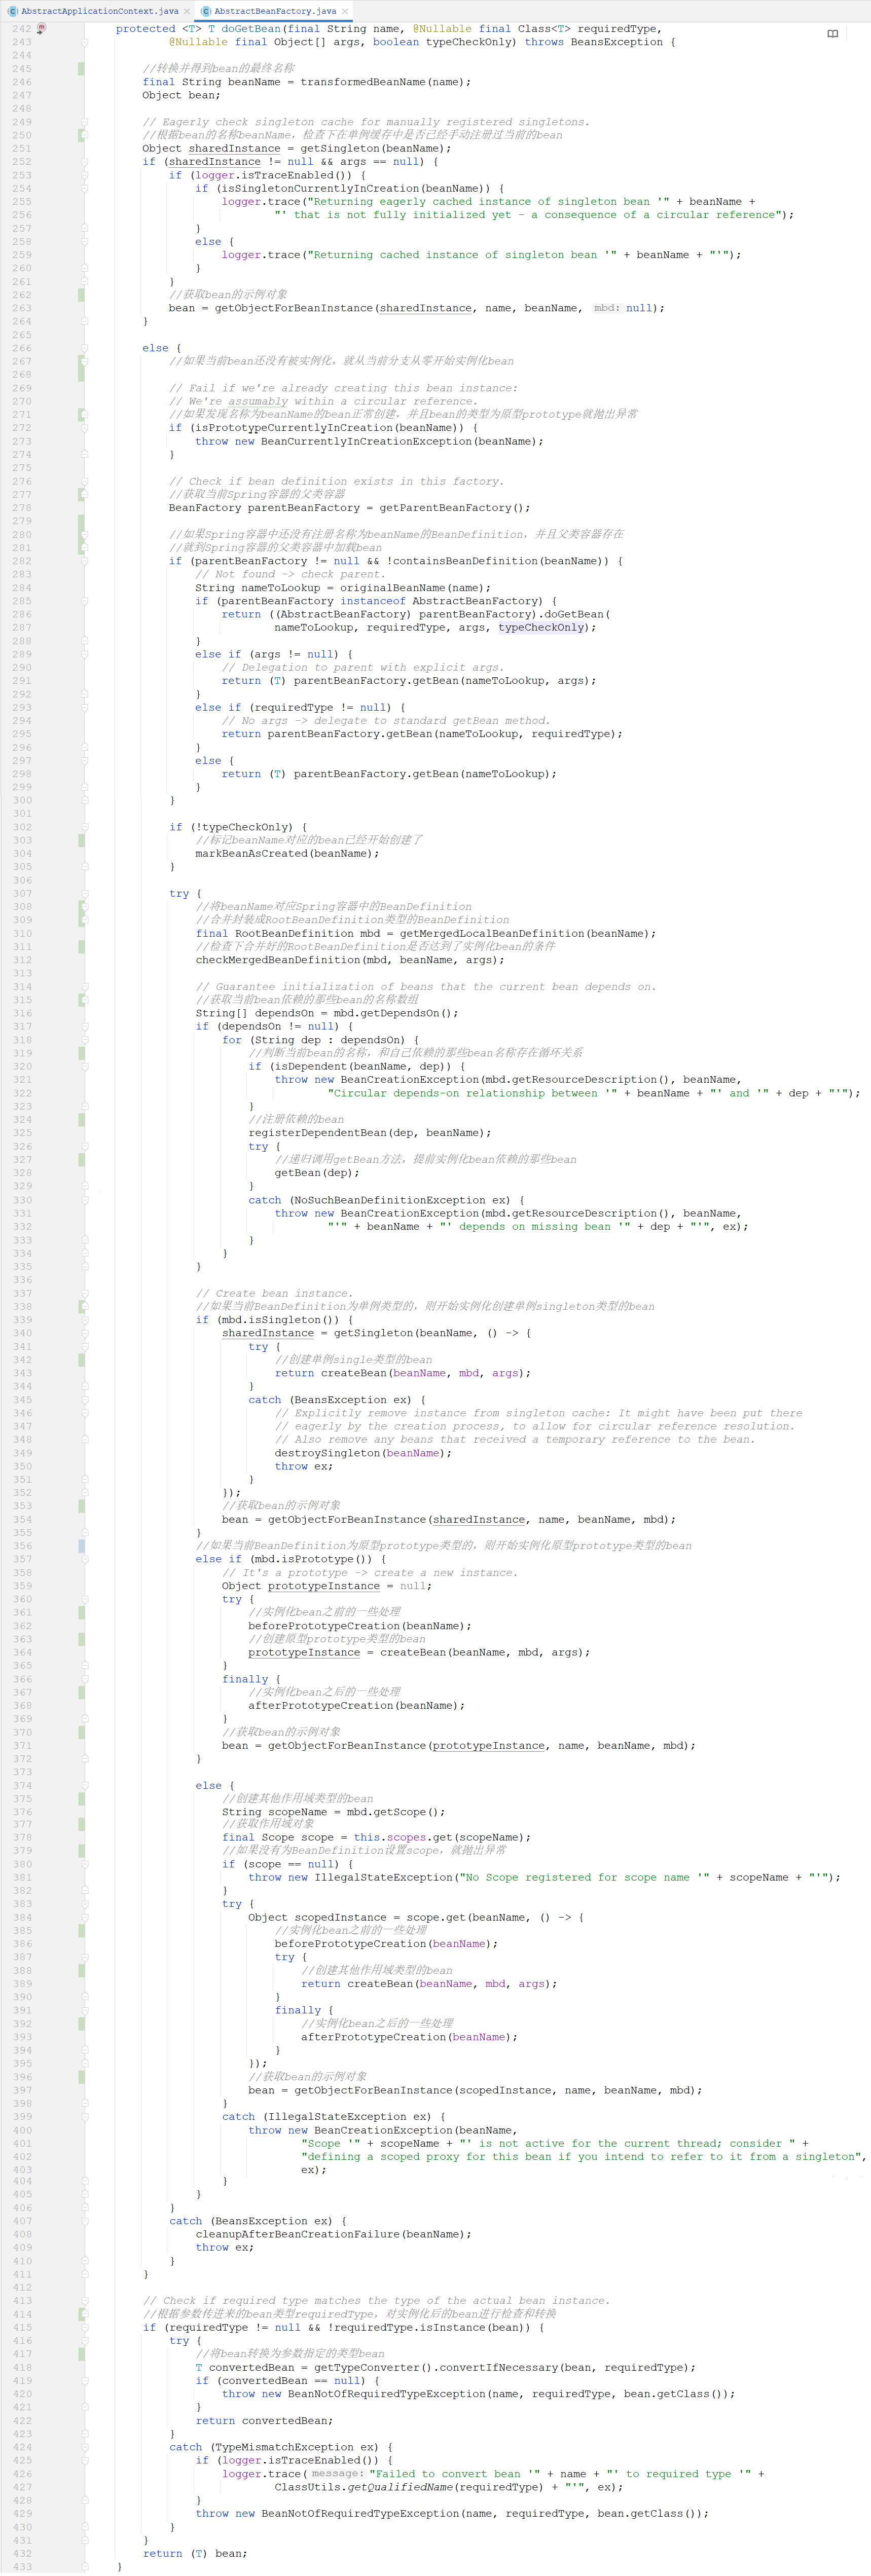 AbstractApplicationContext.java × AbstractBeanFactory.java ×
242 protected <T> T doGetBean(final String name, @Nullable final Class<T> requiredType,
243 @Nullable final Object[] args, boolean typeCheckOnly) throws BeansException {
244
245 //转换并得到bean的最终名称
246 final String beanName = transformedBeanName(name);
247 Object bean;
248
249 // Eagerly check singleton cache for manually registered singletons.
250 //根据bean的名称beanName, 检查下在单例缓存中是否已经手动注册过当前的bean
251 Object sharedInstance = getSingleton(beanName);
252 if (sharedInstance != null && args == null) {
253 if (logger.isTraceEnabled()) {
254 if (isSingletonCurrentlyInCreation(beanName)) {
255 logger.trace("Returning eagerly cached instance of singleton bean '" + beanName +
256 "' that is not fully initialized yet - a consequence of a circular reference");
257 }
258 else {
259 logger.trace("Returning cached instance of singleton bean '" + beanName + "'");
260 }
261 }
262 //获取bean的示例对象
263 bean = getObjectForBeanInstance(sharedInstance, name, beanName, mbd: null);
264 }
265
266 else {
267 //如果当前bean还没有被实例化, 就从当前分支从零开始实例化bean
268
269 // Fail if we're already creating this bean instance:
270 // We're assumably within a circular reference.
271 //如果发现名称为beanName的bean正常创建, 并且bean的类型为原型prototype就抛出异常
272 if (isPrototypeCurrentlyInCreation(beanName)) {
273 throw new BeanCurrentlyInCreationException(beanName);
274 }
275
276 // Check if bean definition exists in this factory.
277 //获取当前Spring容器的父类容器
278 BeanFactory parentBeanFactory = getParentBeanFactory();
279
280 //如果Spring容器中还没有注册名称为beanName的BeanDefinition, 并且父类容器存在
281 //就到Spring容器的父类容器中加载bean
282 if (parentBeanFactory != null && !containsBeanDefinition(beanName)) {
283 // Not found -> check parent.
284 String nameToLookup = originalBeanName(name);
285 if (parentBeanFactory instanceof AbstractBeanFactory) {
286 return ((AbstractBeanFactory) parentBeanFactory).doGetBean(
287 nameToLookup, requiredType, args, typeCheckOnly);
288 }
289 else if (args != null) {
290 // Delegation to parent with explicit args.
291 return (T) parentBeanFactory.getBean(nameToLookup, args);
292 }
293 else if (requiredType != null) {
294 // No args -> delegate to standard getBean method.
295 return parentBeanFactory.getBean(nameToLookup, requiredType);
296 }
297 else {
298 return (T) parentBeanFactory.getBean(nameToLookup);
299 }
300 }
301
302 if (!typeCheckOnly) {
303 //标记beanName对应的bean已经开始创建了
304 markBeanAsCreated(beanName);
305 }
306
307 try {
308 //将beanName对应Spring容器中的BeanDefinition
309 //合并封装成RootBeanDefinition类型的BeanDefinition
310 final RootBeanDefinition mbd = getMergedLocalBeanDefinition(beanName);
311 //检查下合并好的RootBeanDefinition是否达到了实例化bean的条件
312 checkMergedBeanDefinition(mbd, beanName, args);
313
314 // Guarantee initialization of beans that the current bean depends on.
315 //获取当前bean依赖的那些bean的名称数组
316 String[] dependsOn = mbd.getDependsOn();
317 if (dependsOn != null) {
318 for (String dep : dependsOn) {
319 //判断当前bean的名称, 和自己依赖的那些bean名称存在循环关系
320 if (isDependent(beanName, dep)) {
321 throw new BeanCreationException(mbd.getResourceDescription(), beanName,
322 "Circular depends-on relationship between '" + beanName + "' and '" + dep + "'");
323 }
324 //注册依赖的bean
325 registerDependentBean(dep, beanName);
326 try {
327 //递归调用getBean方法, 提前实例化bean依赖的那些bean
328 getBean(dep);
329 }
330 catch (NoSuchBeanDefinitionException ex) {
331 throw new BeanCreationException(mbd.getResourceDescription(), beanName,
332 "'" + beanName + "' depends on missing bean '" + dep + "'", ex);
333 }
334 }
335 }
336
337 // Create bean instance.
338 //如果当前BeanDefinition为单例类型的, 则开始实例化创建单例singleton类型的bean
339 if (mbd.isSingleton()) {
340 sharedInstance = getSingleton(beanName, () -> {
341 try {
342 //创建单例single类型的bean
343 return createBean(beanName, mbd, args);
344 }
345 catch (BeansException ex) {
346 // Explicitly remove instance from singleton cache: It might have been put there
347 // eagerly by the creation process, to allow for circular reference resolution.
348 // Also remove any beans that received a temporary reference to the bean.
349 destroySingleton(beanName);
350 throw ex;
351 }
352 });
353 //获取bean的示例对象
354 bean = getObjectForBeanInstance(sharedInstance, name, beanName, mbd);
355 }
356 //如果当前BeanDefinition为原型prototype类型的, 则开始实例化原型prototype类型的bean
357 else if (mbd.isPrototype()) {
358 // It's a prototype -> create a new instance.
359 Object prototypeInstance = null;
360 try {
361 //实例化bean之前的一些处理
362 beforePrototypeCreation(beanName);
363 //创建原型prototype类型的bean
364 prototypeInstance = createBean(beanName, mbd, args);
365 }
366 finally {
367 //实例化bean之后的一些处理
368 afterPrototypeCreation(beanName);
369 }
370 //获取bean的示例对象
371 bean = getObjectForBeanInstance(prototypeInstance, name, beanName, mbd);
372 }
373
374 else {
375 //创建其他作用域类型的bean
376 String scopeName = mbd.getScope();
377 //获取作用域对象
378 final Scope scope = this.scopes.get(scopeName);
379 //如果没有为BeanDefinition设置scope, 就抛出异常
380 if (scope == null) {
381 throw new IllegalStateException("No Scope registered for scope name '" + scopeName + "'");
382 }
383 try {
384 Object scopedInstance = scope.get(beanName, () -> {
385 //实例化bean之前的一些处理
386 beforePrototypeCreation(beanName);
387 try {
388 //创建其他作用域类型的bean
389 return createBean(beanName, mbd, args);
390 }
391 finally {
392 //实例化bean之后的一些处理
393 afterPrototypeCreation(beanName);
394 }
395 });
396 //获取bean的示例对象
397 bean = getObjectForBeanInstance(scopedInstance, name, beanName, mbd);
398 }
399 catch (IllegalStateException ex) {
400 throw new BeanCreationException(beanName,
401 "Scope '" + scopeName + "' is not active for the current thread; consider " +
402 "defining a scoped proxy for this bean if you intend to refer to it from a singleton",
403 ex);
404 }
405 }
406 }
407 catch (BeansException ex) {
408 cleanupAfterBeanCreationFailure(beanName);
409 throw ex;
410 }
411 }
412
413 // Check if required type matches the type of the actual bean instance.
414 //根据参数传进来的bean类型requiredType, 对实例化后的bean进行检查和转换
415 if (requiredType != null && !requiredType.isInstance(bean)) {
416 try {
417 //将bean转换为参数指定的类型bean
418 T convertedBean = getTypeConverter().convertIfNecessary(bean, requiredType);
419 if (convertedBean == null) {
420 throw new BeanNotOfRequiredTypeException(name, requiredType, bean.getClass());
421 }
422 return convertedBean;
423 }
424 catch (TypeMismatchException ex) {
425 if (logger.isTraceEnabled()) {
426 logger.trace( message: "Failed to convert bean '" + name + "' to required type '" +
427 ClassUtils.getQualifiedName(requiredType) + "'", ex);
428 }
429 throw new BeanNotOfRequiredTypeException(name, requiredType, bean.getClass());
430 }
431 }
432 return (T) bean;
433 }